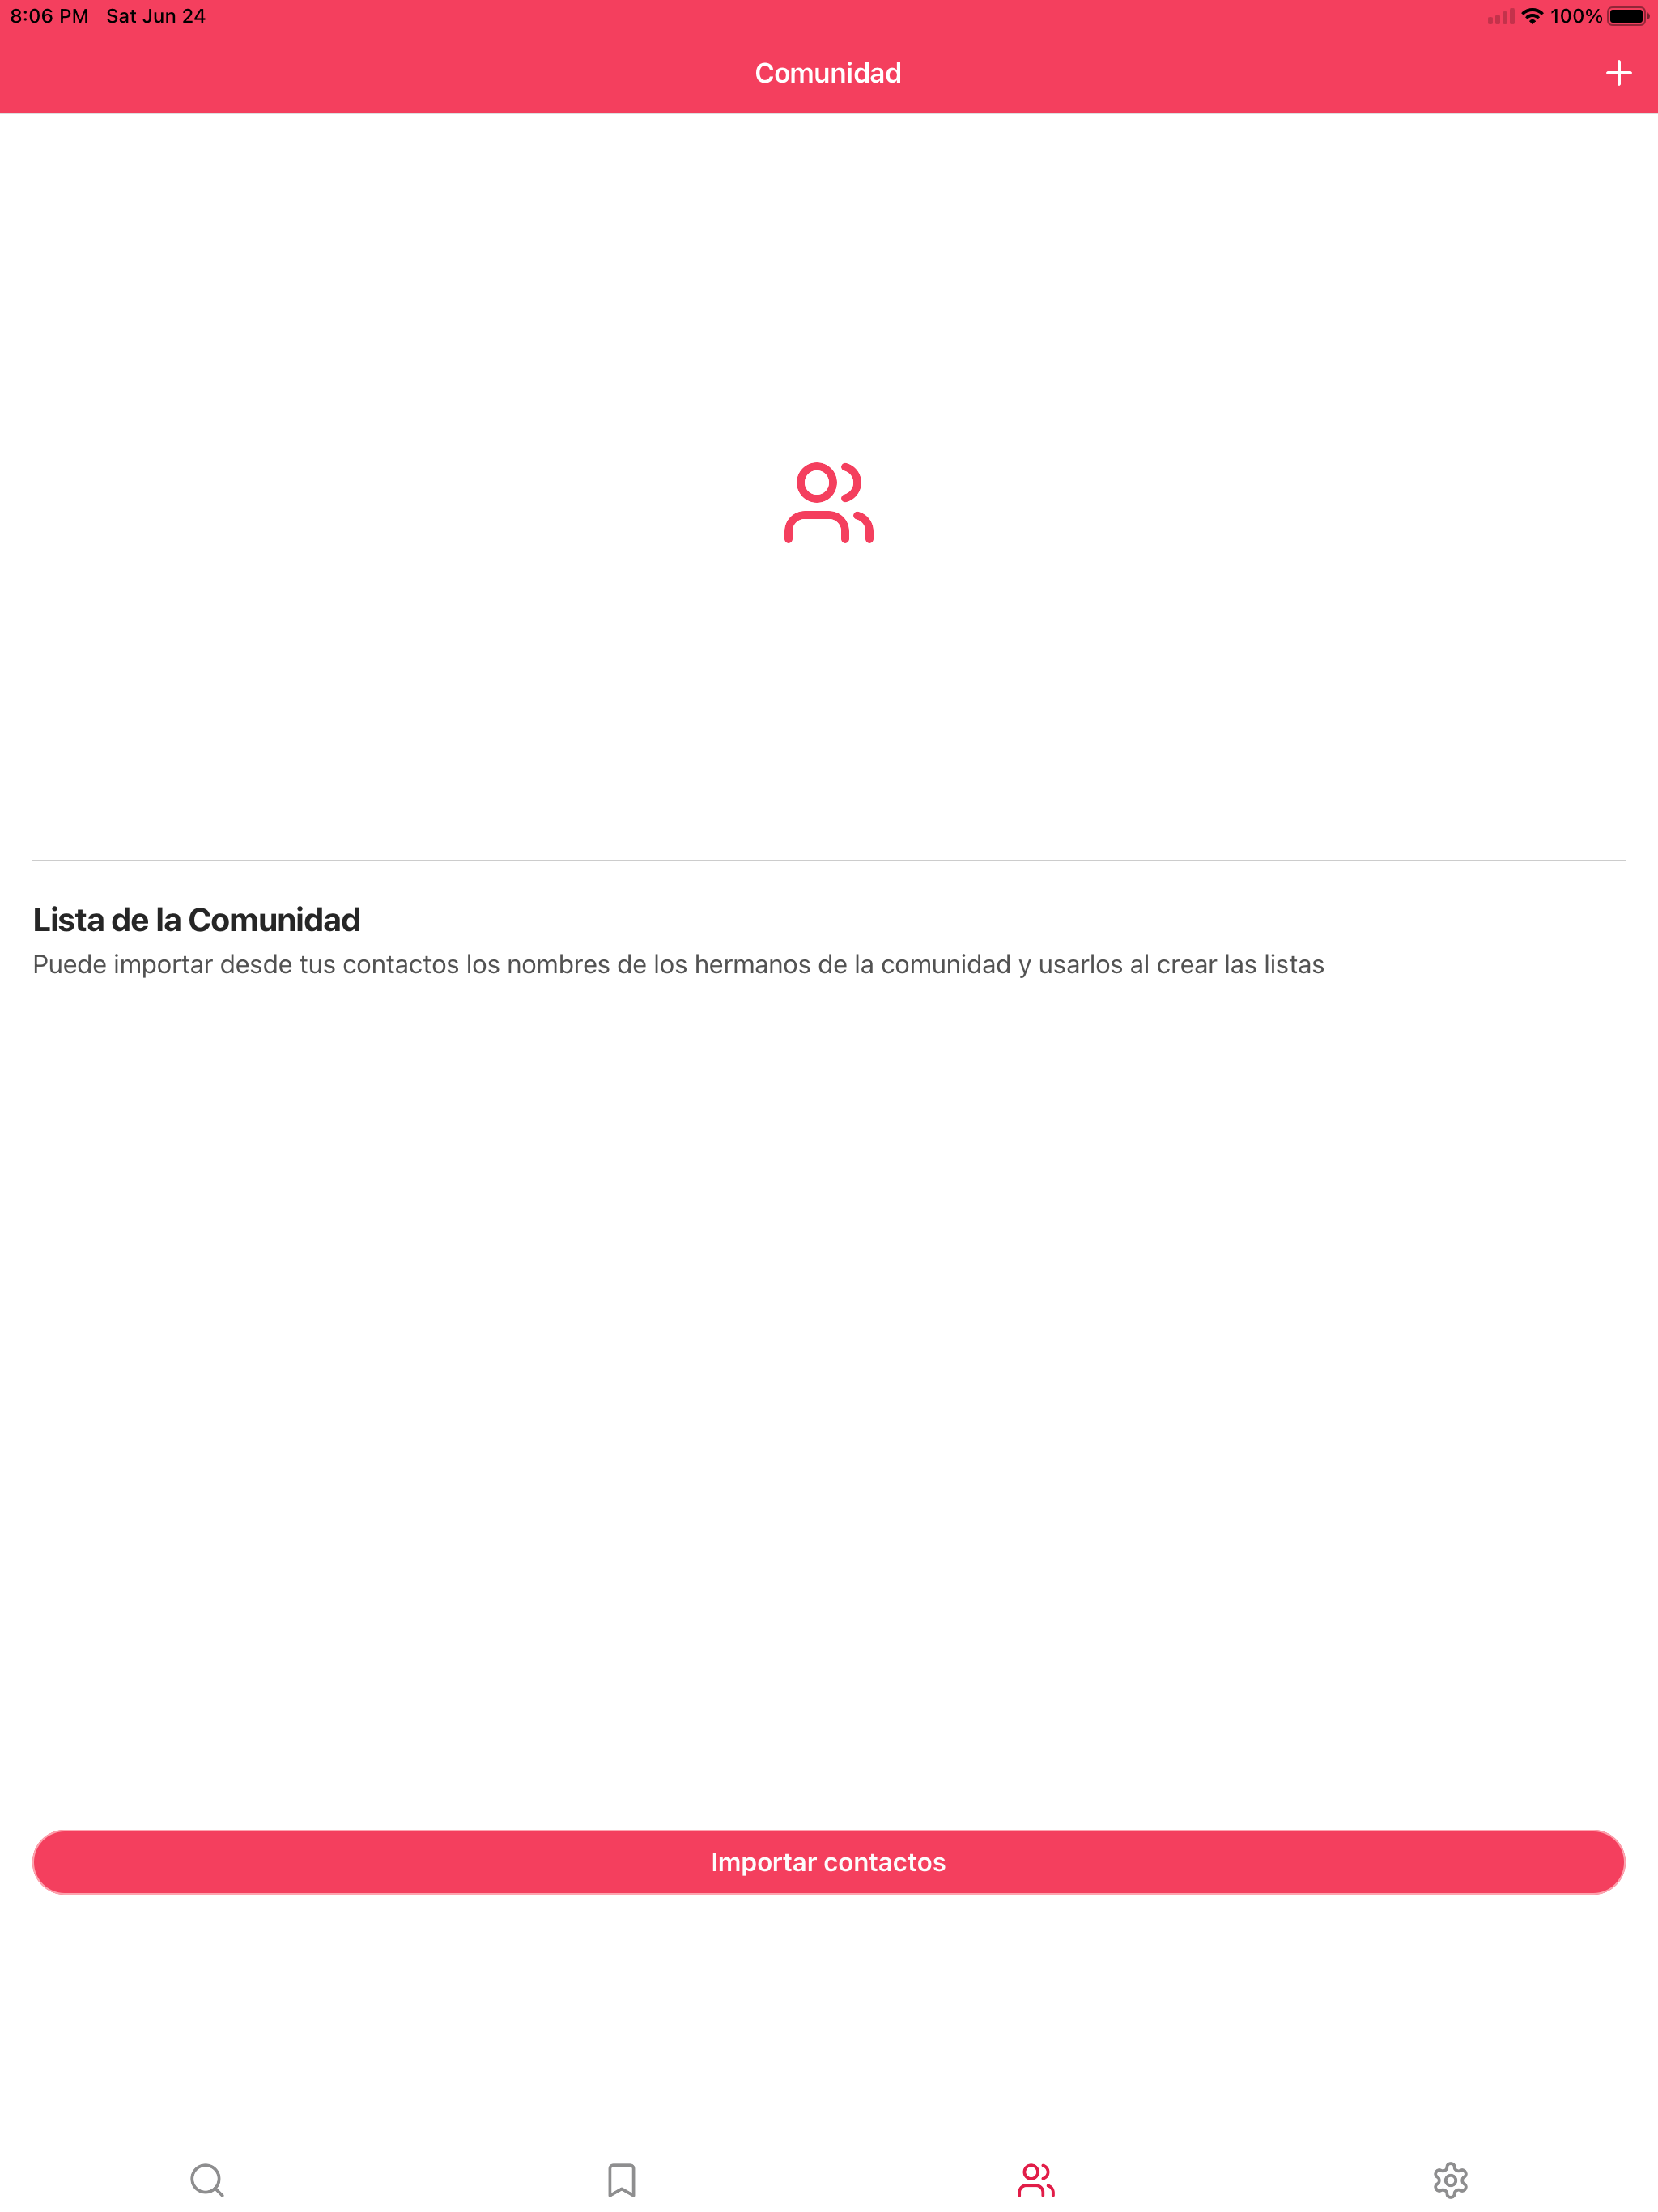 8:06 PM Sat Jun 24 100%
Comunidad
Lista de la Comunidad
Puede importar desde tus contactos los nombres de los hermanos de la comunidad y usarlos al crear las listas
Importar contactos